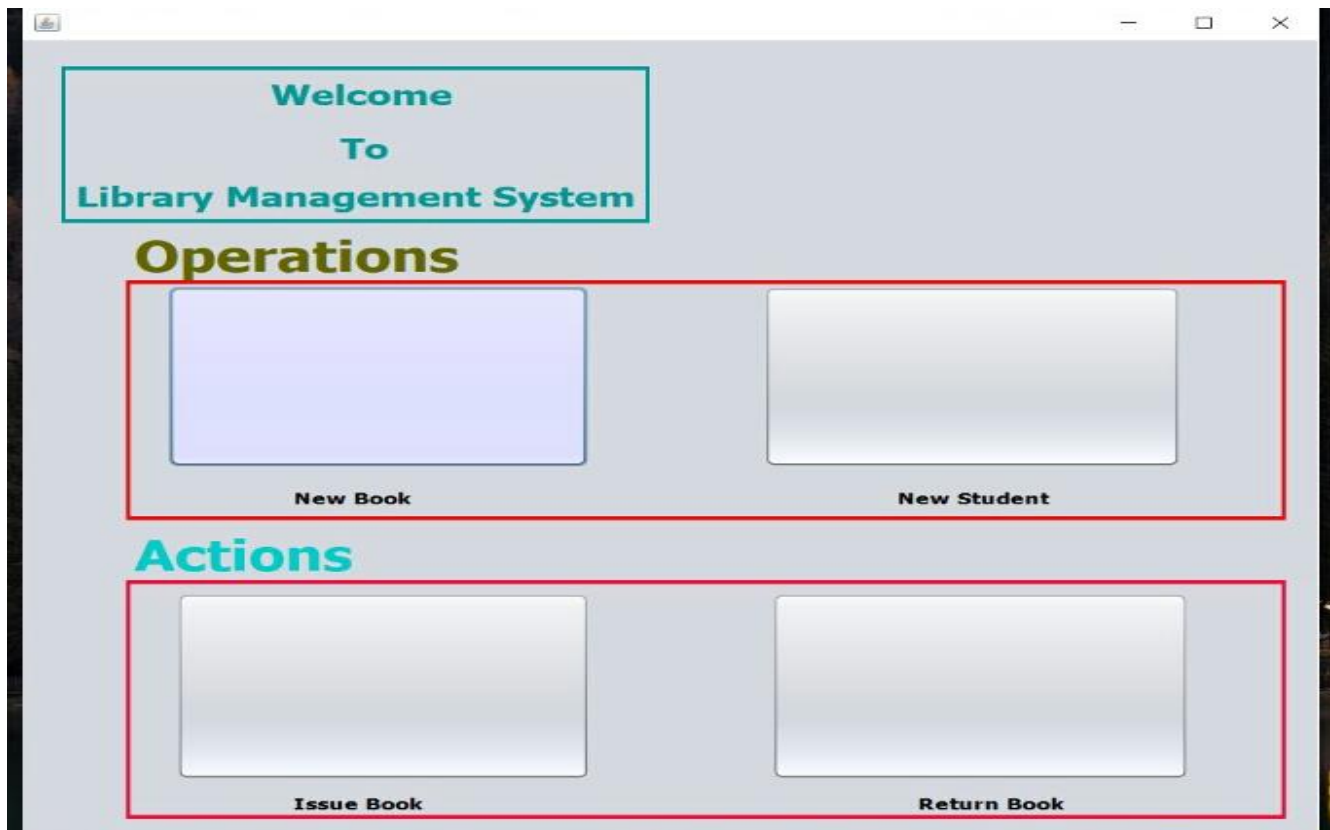 Welcome
To
Library Management System
Operations
New Book
New Student
Actions
Issue Book
Return Book